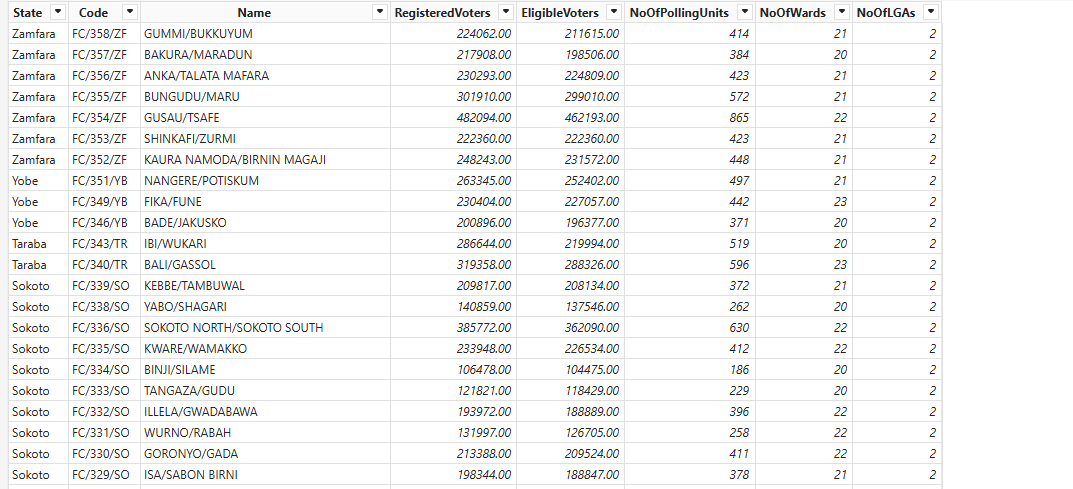 State Code Name RegisteredVoters EligibleVoters NoOfPollingUnits NoOfWards NoOfLGAs
Zamfara FC/358/ZF GUMMI/BUKKUYUM 224062.00 211615.00 414 21 2
Zamfara FC/357/ZF BAKURA/MARADUN 217908.00 198506.00 384 20 2
Zamfara FC/356/ZF ANKA/TALATA MAFARA 230293.00 224809.00 423 21 2
Zamfara FC/355/ZF BUNGUDU/MARU 301910.00 299010.00 572 21 2
Zamfara FC/354/ZF GUSAU/TSAFE 482094.00 462193.00 865 22 2
Zamfara FC/353/ZF SHINKAFI/ZURMI 222360.00 222360.00 423 21 2
Zamfara FC/352/ZF KAURA NAMODA/BIRNIN MAGAJI 248243.00 231572.00 448 21 2
Yobe FC/351/YB NANGERE/POTISKUM 263345.00 252402.00 497 21 2
Yobe FC/349/YB FIKA/FUNE 230404.00 227057.00 442 23 2
Yobe FC/346/YB BADE/JAKUSKO 200896.00 196377.00 371 20 2
Taraba FC/343/TR IBI/WUKARI 286644.00 219994.00 519 20 2
Taraba FC/340/TR BALI/GASSOL 319358.00 288326.00 596 23 2
Sokoto FC/339/SO KEBBE/TAMBUWAL 209817.00 208134.00 372 21 2
Sokoto FC/338/SO YABO/SHAGARI 140859.00 137546.00 262 20 2
Sokoto FC/336/SO SOKOTO NORTH/SOKOTO SOUTH 385772.00 362090.00 630 22 2
Sokoto FC/335/SO KWARE/WAMAKKO 233948.00 226534.00 412 22 2
Sokoto FC/334/SO BINJI/SILAME 106478.00 104475.00 186 20 2
Sokoto FC/333/SO TANGAZA/GUDU 121821.00 118429.00 229 20 2
Sokoto FC/332/SO ILLELA/GWADABAWA 193972.00 188889.00 396 22 2
Sokoto FC/331/SO WURNO/RABAH 131997.00 126705.00 258 22 2
Sokoto FC/330/SO GORONYO/GADA 213388.00 209524.00 411 22 2
Sokoto FC/329/SO ISA/SABON BIRNI 198344.00 188847.00 378 21 2